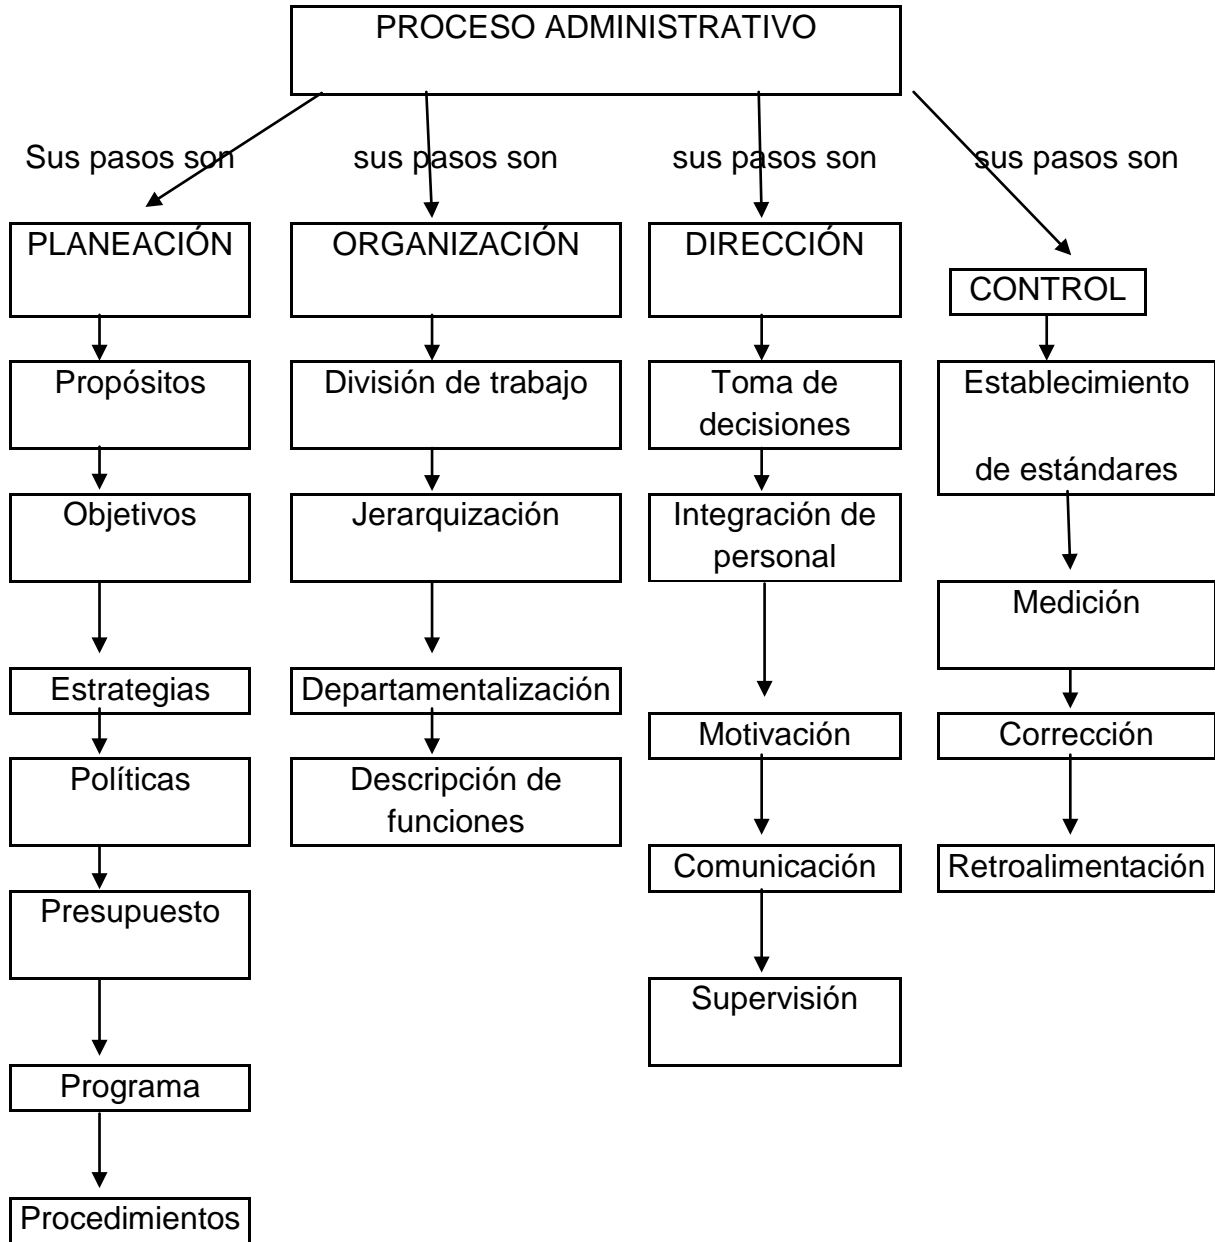 PROCESO ADMINISTRATIVO
Sus pasos son
sus pasos son
sus pasos son
sus pasos son
PLANEACIÓN
Propósitos
Objetivos
Estrategias
Políticas
Presupuesto
Programa
Procedimientos
ORGANIZACIÓN
División de trabajo
Jerarquización
Departamentalización
Descripción de
funciones
DIRECCIÓN
Toma de
decisiones
Integración de
personal
Motivación
Comunicación
Supervisión
CONTROL
Establecimiento
de estándares
Medición
Corrección
Retroalimentación